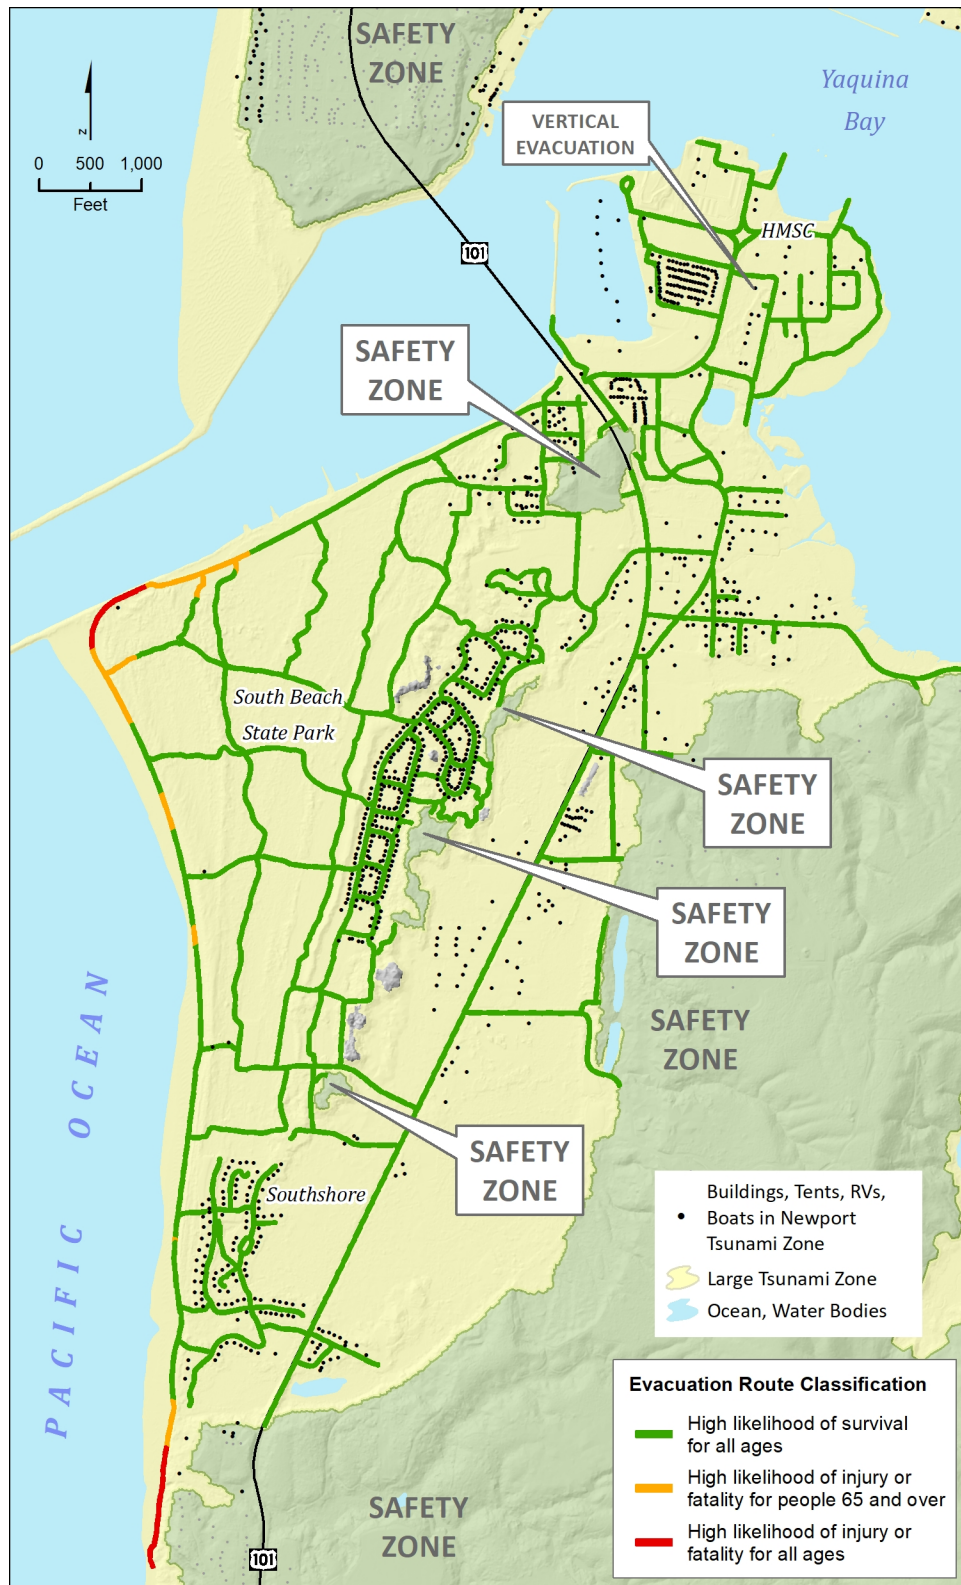 SAFETY
ZONE
Yaquina
Bay
VERTICAL
EVACUATION
z
0 500 1,000
Feet
HMSC
101
SAFETY
ZONE
South Beach
State Park
SAFETY
ZONE
SAFETY
ZONE
PACIFIC OCEAN
SAFETY
ZONE
SAFETY
ZONE
Southshore
Buildings, Tents, RVs,
Boats in Newport
Tsunami Zone
Large Tsunami Zone
Ocean, Water Bodies
Evacuation Route Classification
High likelihood of survival
for all ages
High likelihood of injury or
fatality for people 65 and over
High likelihood of injury or
fatality for all ages
SAFETY
ZONE
101